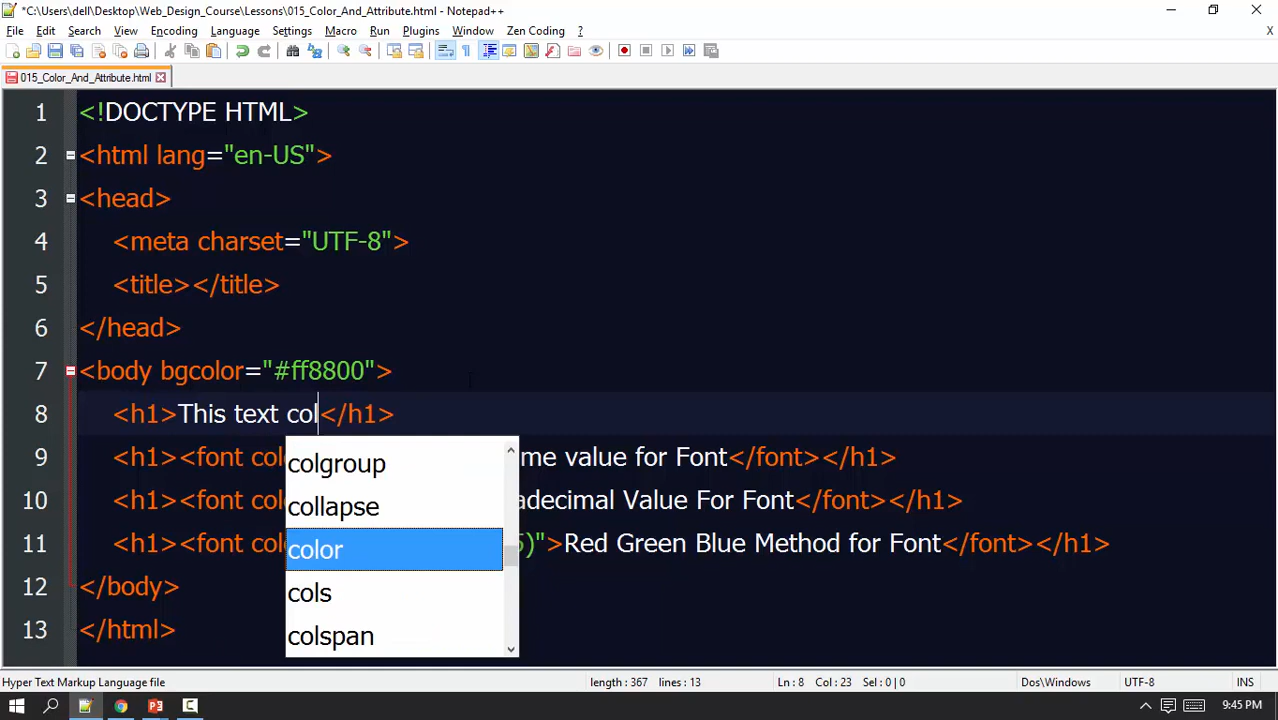 *C:\Users\dell\Desktop\Web_Design_Course\Lessons\015_Color_And_Attribute.html - Notepad++
File Edit Search View Encoding Language Settings Macro Run Plugins Window Zen Coding ? X
015_Color_And_Attribute.html
1 <!DOCTYPE HTML>
2 <html lang="en-US">
3 <head>
4 <meta charset="UTF-8">
5 <title></title>
6 </head>
7 <body bgcolor="#ff8800">
8 <h1>This text col</h1>
9 <h1><font col me value for Font</font></h1>
10 <h1><font col adecimal Value For Font</font></h1>
11 <h1><font col )">Red Green Blue Method for Font</font></h1>
12 </body>
13 </html>
colgroup
collapse
color
cols
colspan
Hyper Text Markup Language file length : 367 lines : 13 Ln : 8 Col : 23 Sel : 0 | 0 Dos\Windows UTF-8 INS
9:45 PM